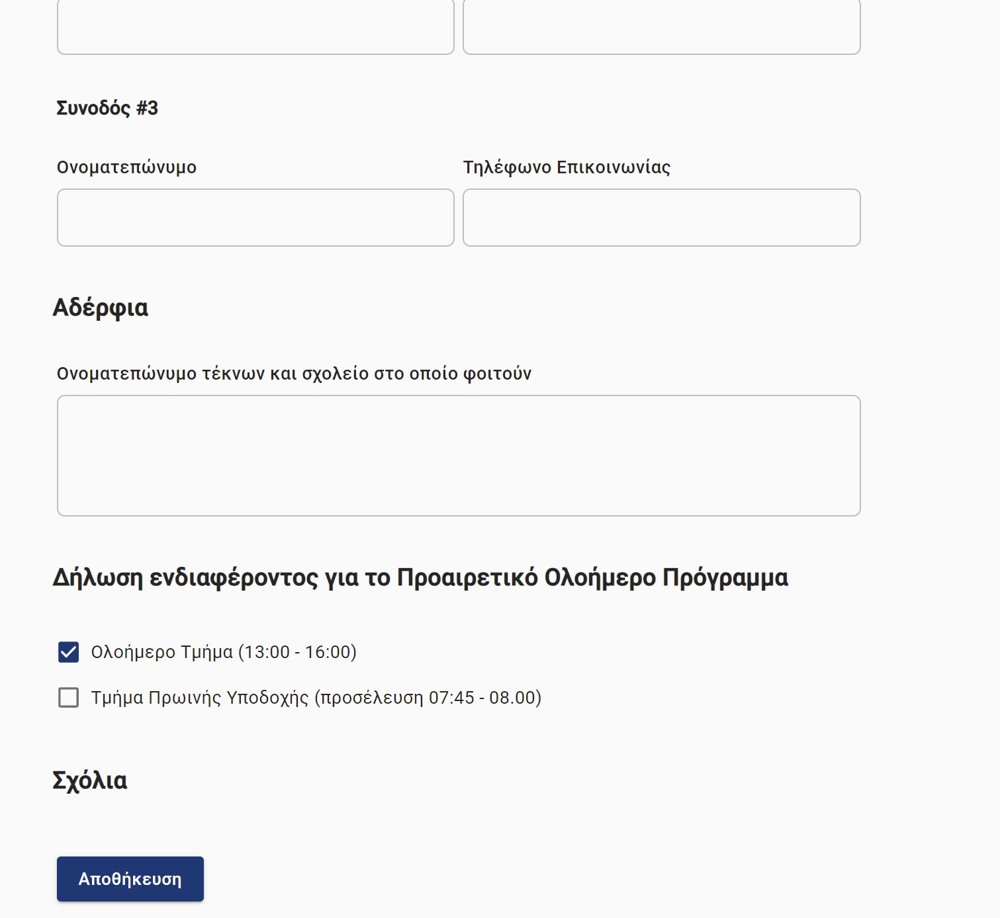 Συνοδός #3
Ονοματεπώνυμο
Τηλέφωνο Επικοινωνίας
Αδέρφια
Ονοματεπώνυμο τέκνων και σχολείο στο οποίο φοιτούν
Δήλωση ενδιαφέροντος για το Προαιρετικό Ολοήμερο Πρόγραμμα
Ολοήμερο Τμήμα (13:00 - 16:00)
Τμήμα Πρωινής Υποδοχής (προσέλευση 07:45 - 08.00)
Σχόλια
Αποθήκευση